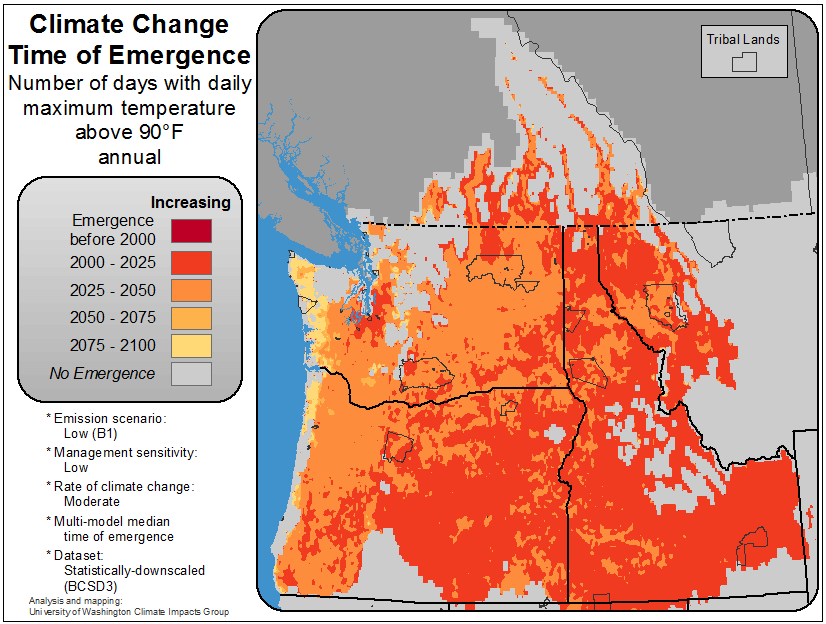 Climate Change
Time of Emergence
Number of days with daily
maximum temperature
above 90°F
annual
Increasing
Emergence
before 2000
2000 - 2025
2025 - 2050
2050 - 2075
2075 - 2100
No Emergence
* Emission scenario:
Low (B1)
* Management sensitivity:
Low
* Rate of climate change:
Moderate
* Multi-model median
time of emergence
* Dataset:
Statistically-downscaled
(BCSD3)
Analysis and mapping:
University of Washington Climate Impacts Group
Tribal Lands